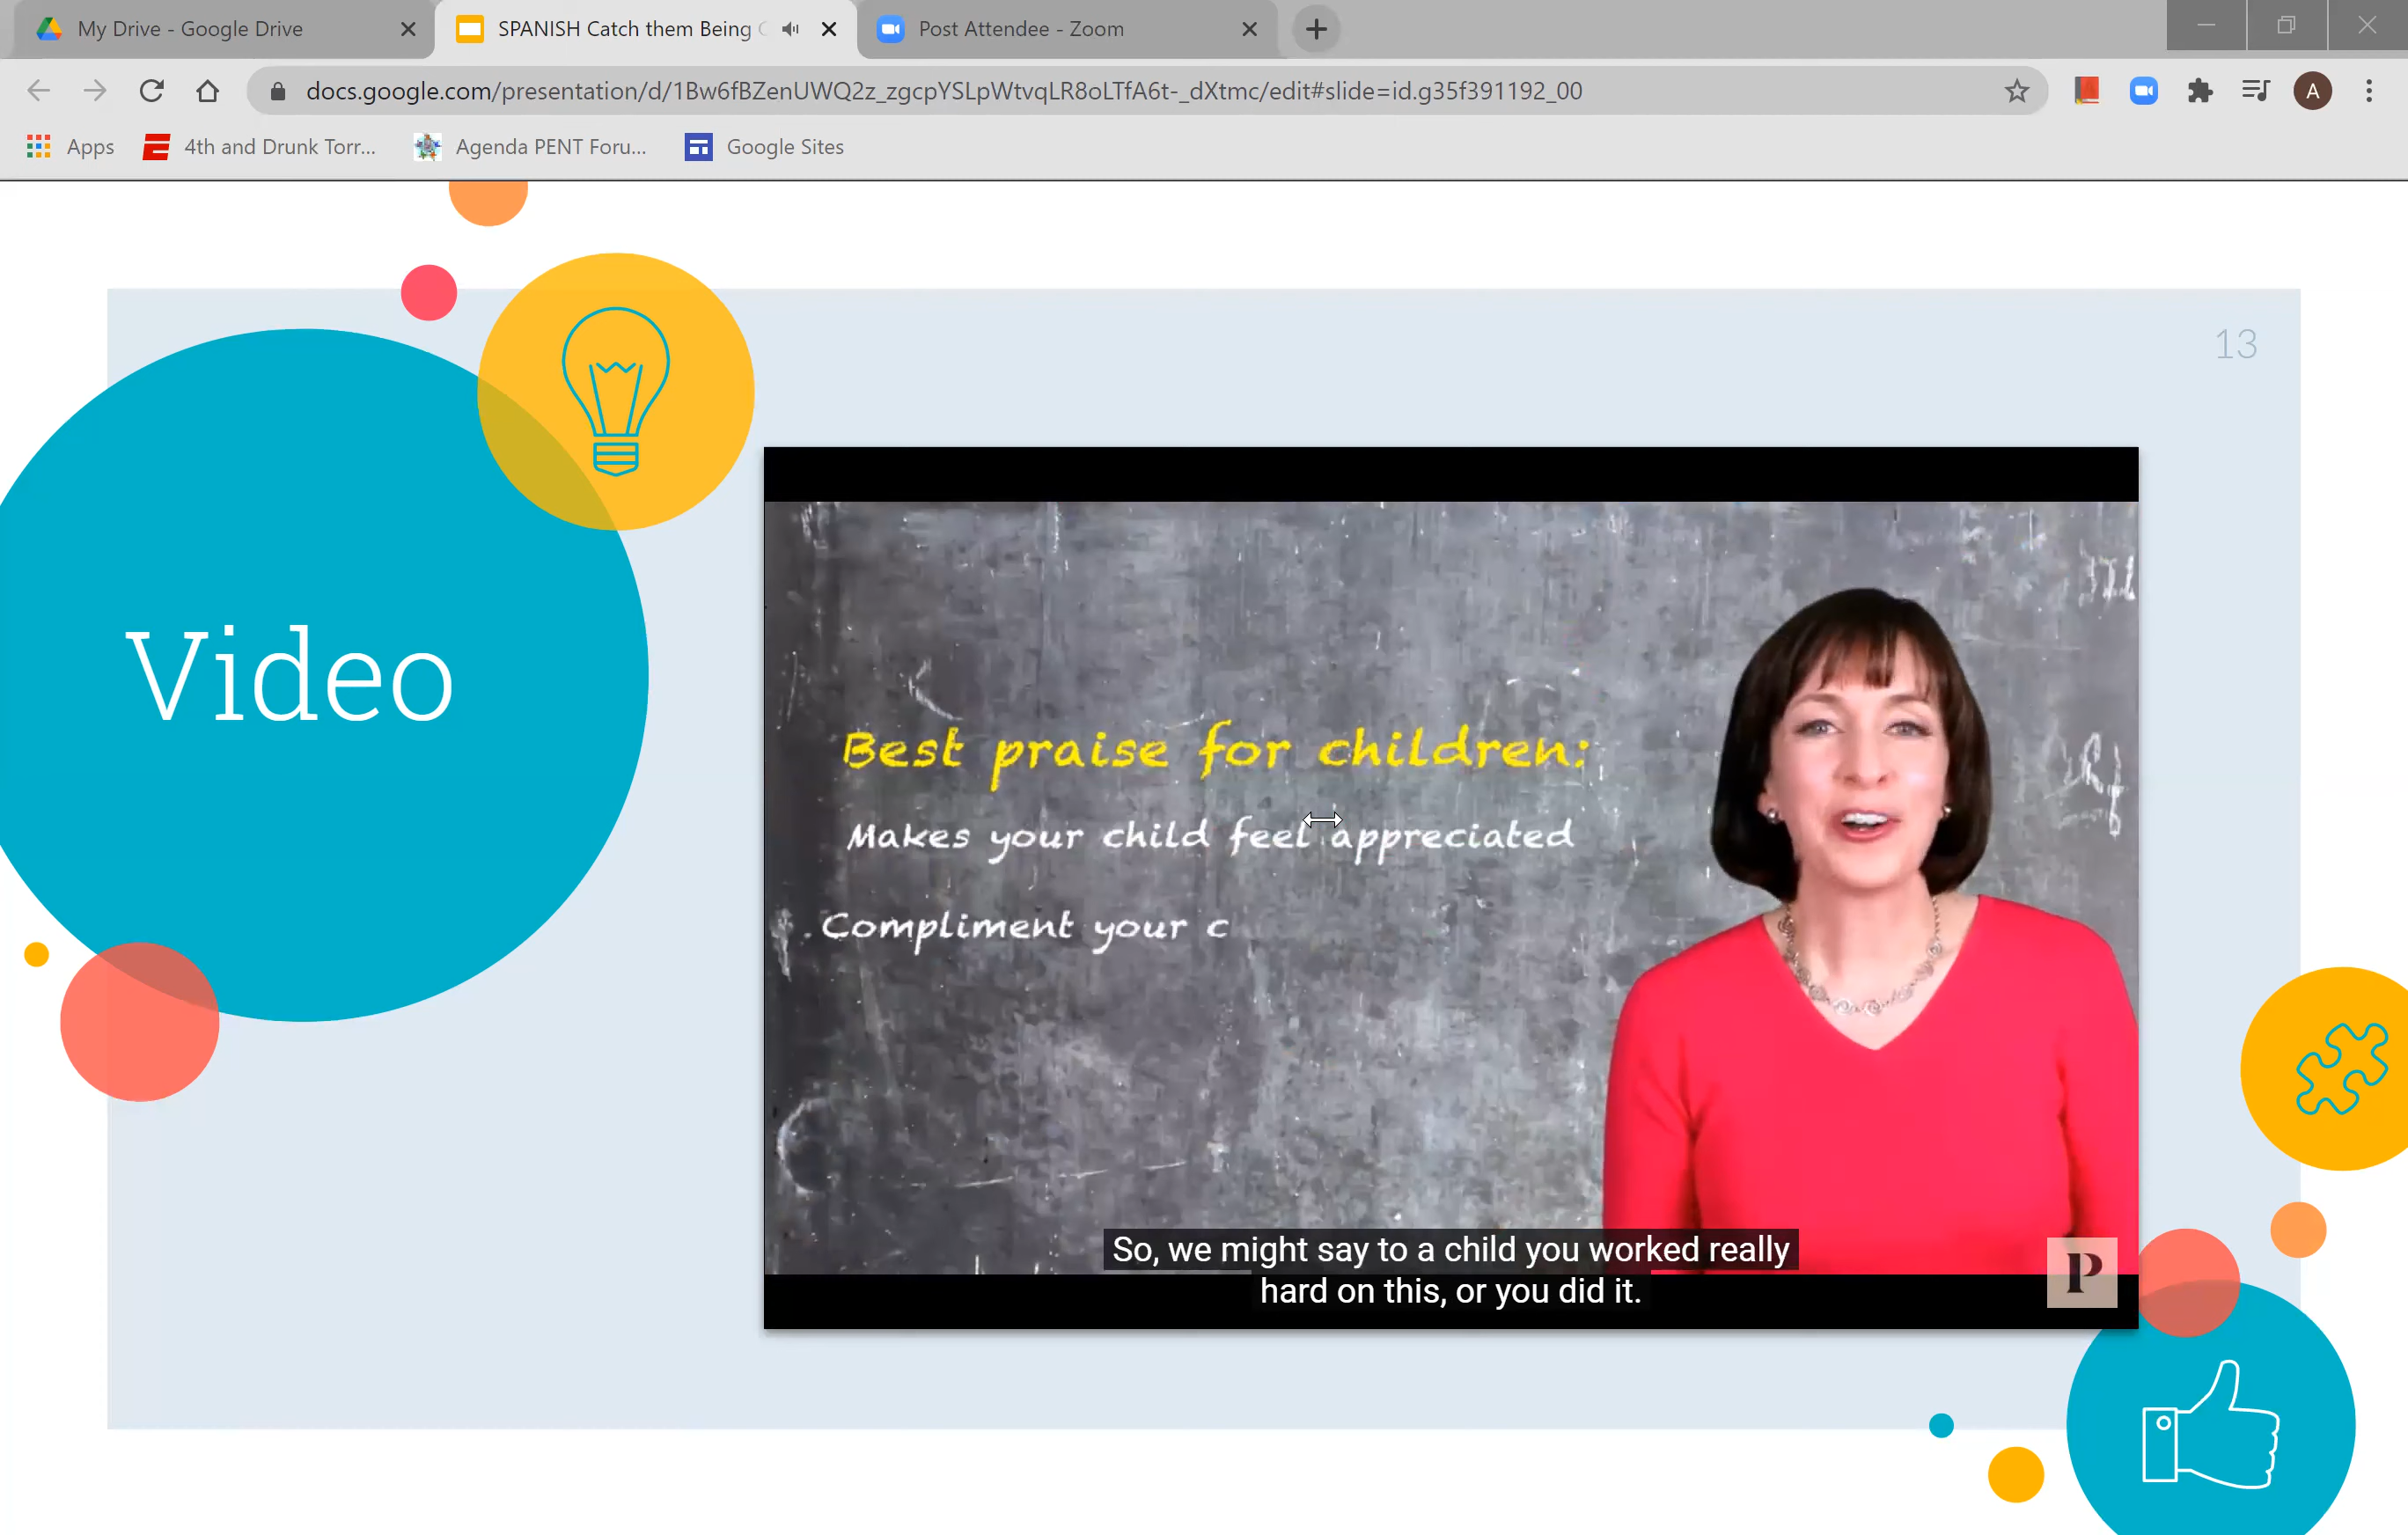 My Drive - Google Drive
SPANISH Catch them Being
Post Attendee - Zoom
docs.google.com/presentation/d/1Bw6fBZenUWQ2z_zgcpYSLpWtvqLR8oLTfA6t-_dXtmc/edit#slide=id.g35f391192_00
A
Apps
4th and Drunk Torr...
Agenda PENT Foru...
Google Sites
13
Video
Best praise for children:
Makes your child feel appreciated
Compliment your c
So, we might say to a child you worked really
hard on this, or you did it.
P